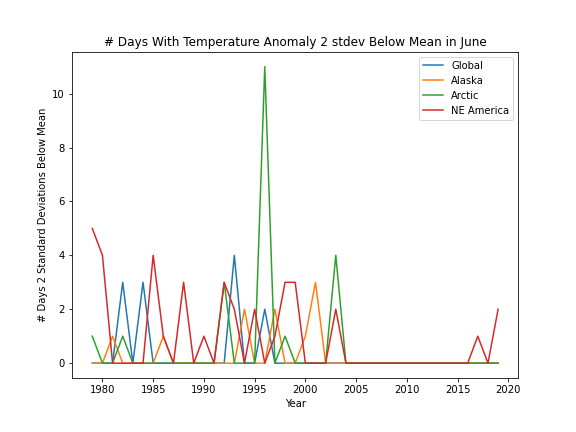 # Days With Temperature Anomaly 2 stdev Below Mean in June
Global
Alaska
Arctic
NE America
# Days 2 Standard Deviations Below Mean
10
8
6
4
2
0
1980 1985 1990 1995 2000 2005 2010 2015 2020
Year